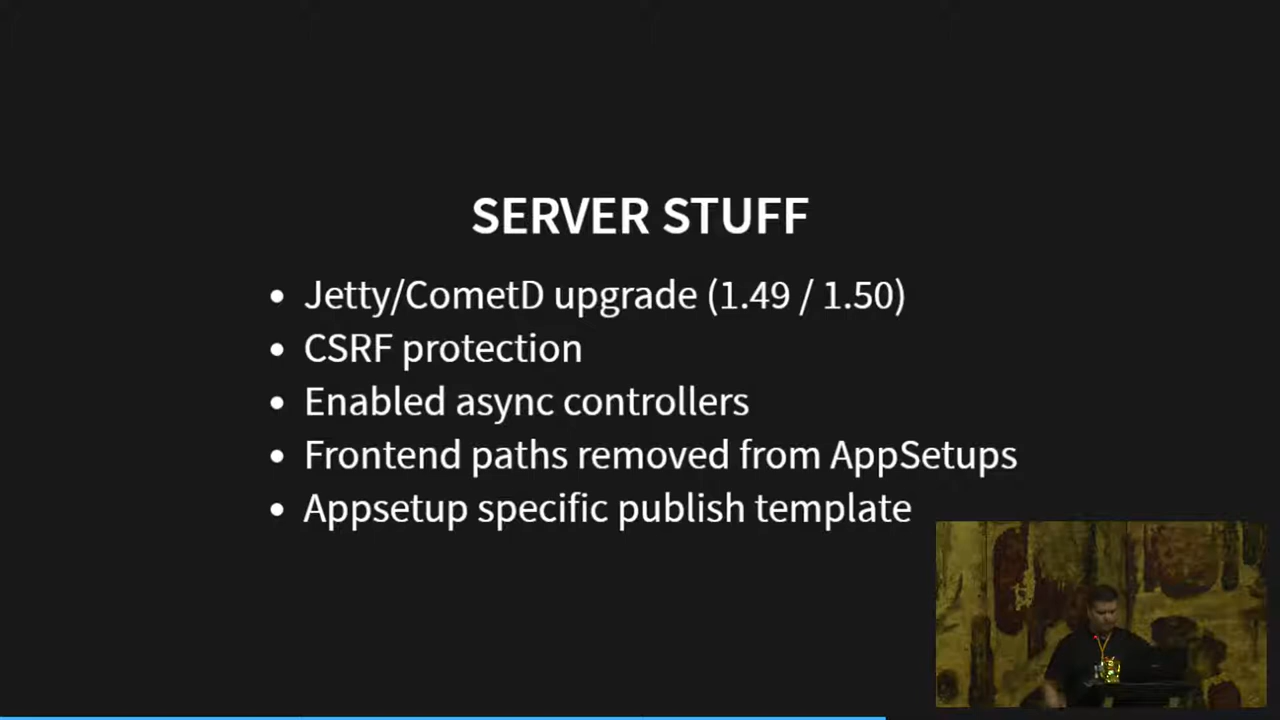 SERVER STUFF
Jetty/CometD upgrade (1.49 / 1.50)
CSRF protection
Enabled async controllers
Frontend paths removed from AppSetups
Appsetup specific publish template